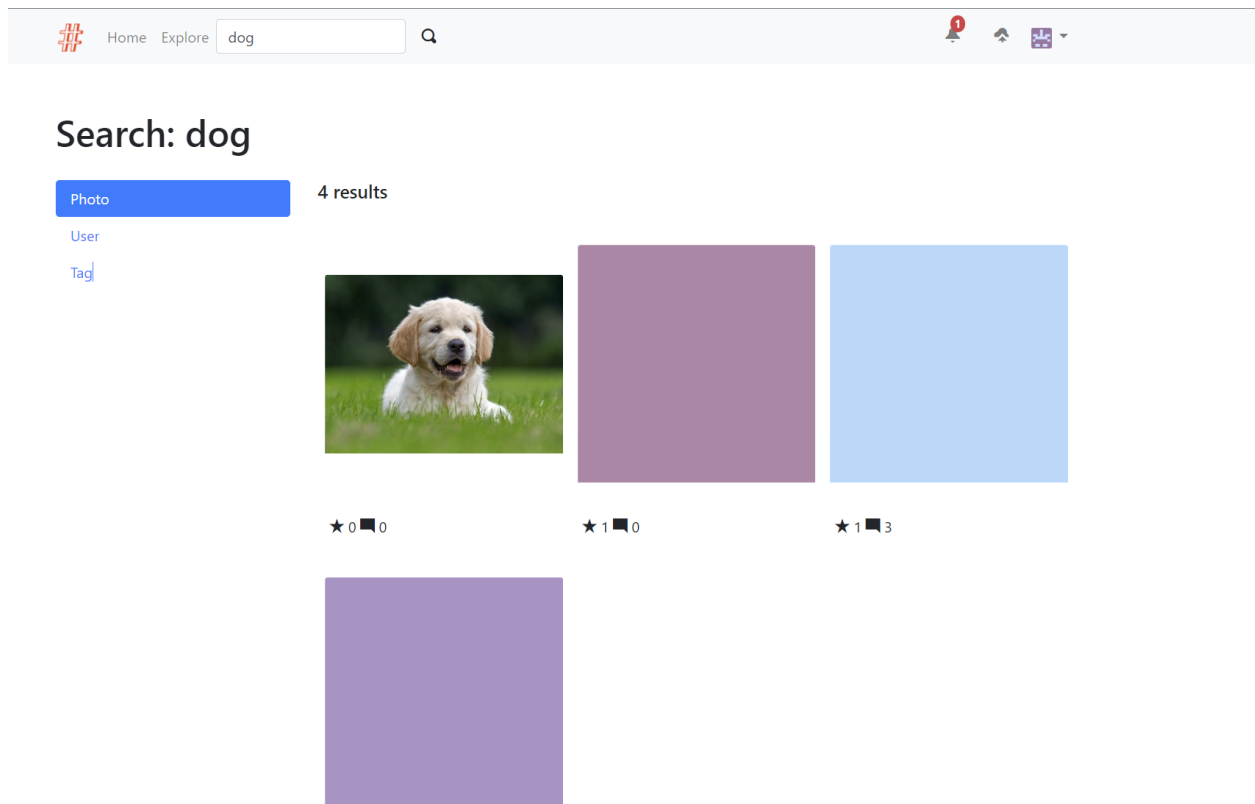 Home Explore dog 1
Search: dog
Photo
4 results
User
Tag
0 0
1 0
1 3